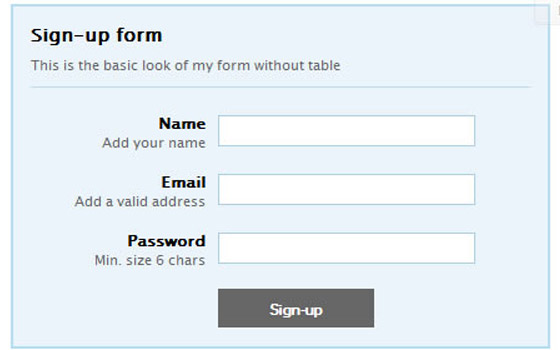 Sign-up form
This is the basic look of my form without table
Name
Add your name
Email
Add a valid address
Password
Min. size 6 chars
Sign-up